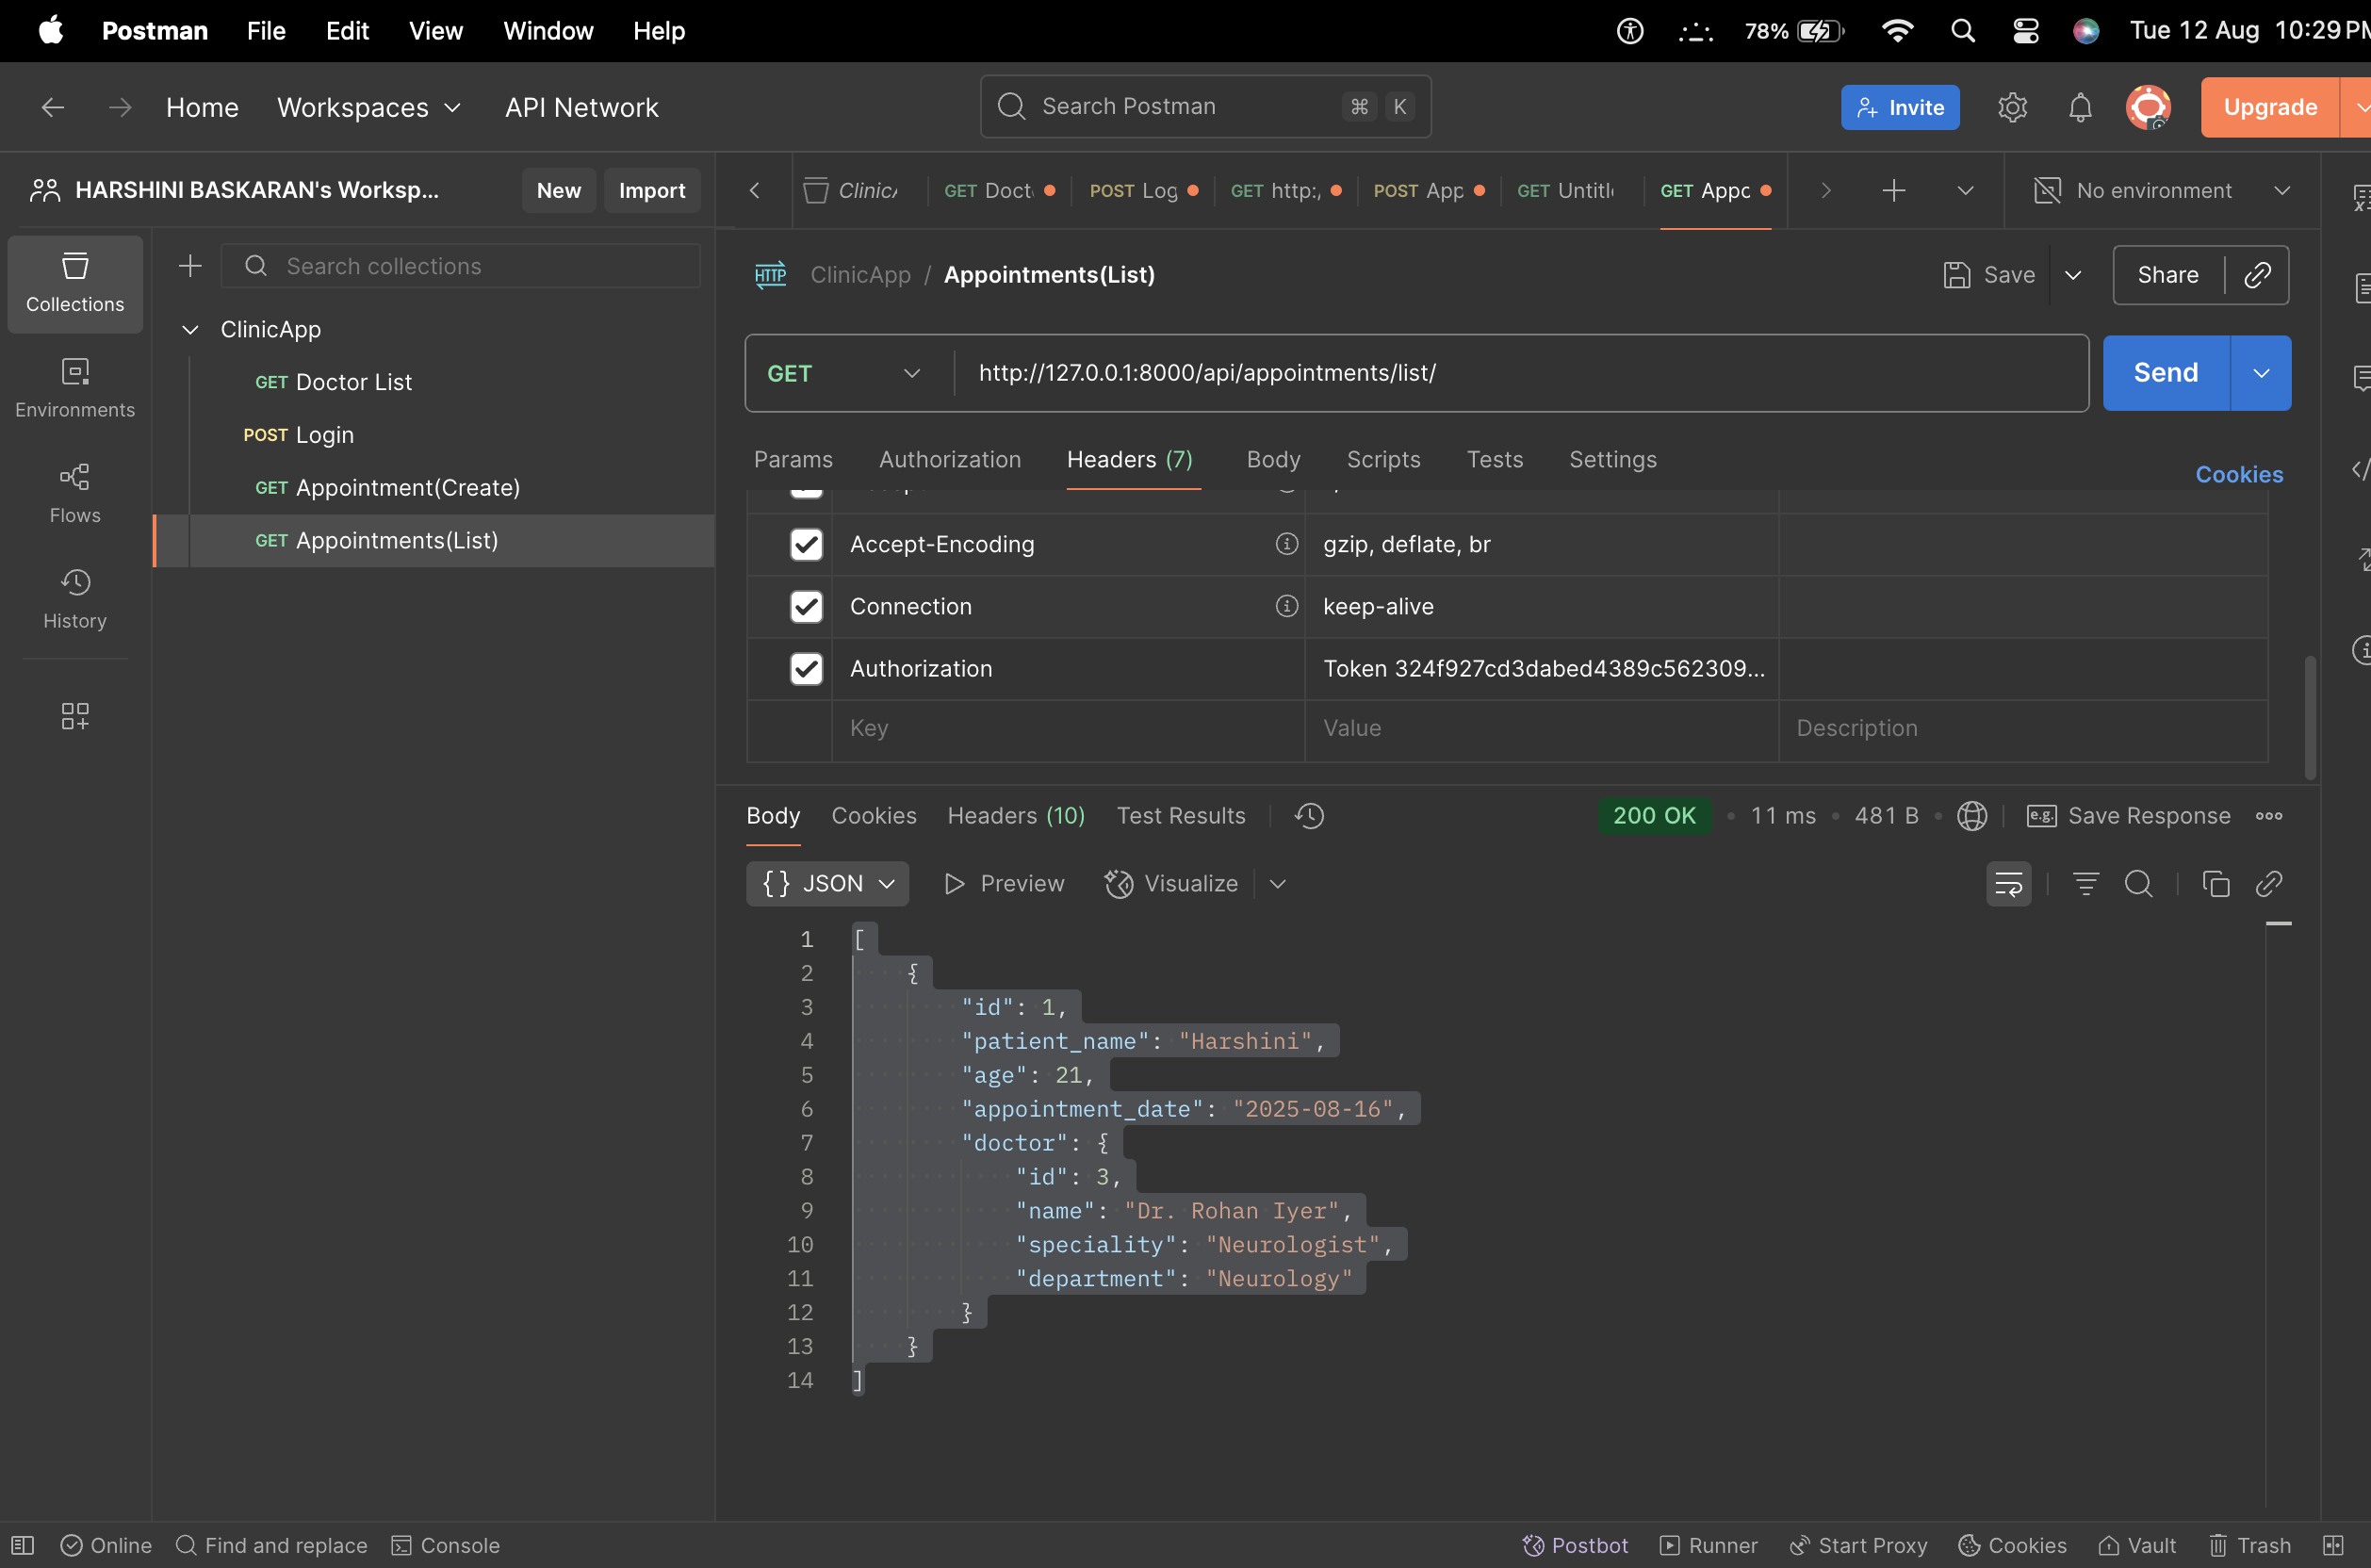 Postman File Edit View Window Help 78% Tue 12 Aug 10:29 PM
Home Workspaces API Network Search Postman ⌘ K Invite Upgrade
HARSHINI BASKARAN's Worksp... New Import
GET POST Log GET http:/ POST App GET No environment
Collections
Environments
Flows
History
Search collections
ClinicApp
GET Doctor List
POST Login
GET Appointment(Create)
GET Appointments(List)
HTTP ClinicApp / Appointments(List) Save Share
GET http://127.0.0.1:8000/api/appointments/list/ Send
Params Authorization Headers (7) Body Scripts Tests Settings Cookies
Accept-Encoding gzip, deflate, br
Connection keep-alive
Authorization Token 324f927cd3dabed4389c562309...
Key Value Description
Body Cookies Headers (10) Test Results 200 OK • 11 ms • 481 B • e.g. Save Response
{} JSON Preview Visualize
1 [
2 {
3 "id": 1,
4 "patient_name": "Harshini",
5 "age": 21,
6 "appointment_date": "2025-08-16",
7 "doctor": {
8 "id": 3,
9 "name": "Dr. Rohan Iyer",
10 "speciality": "Neurologist",
11 "department": "Neurology"
12 }
13 }
14 ]
Online Find and replace Console Postbot Runner Start Proxy Cookies Vault Trash